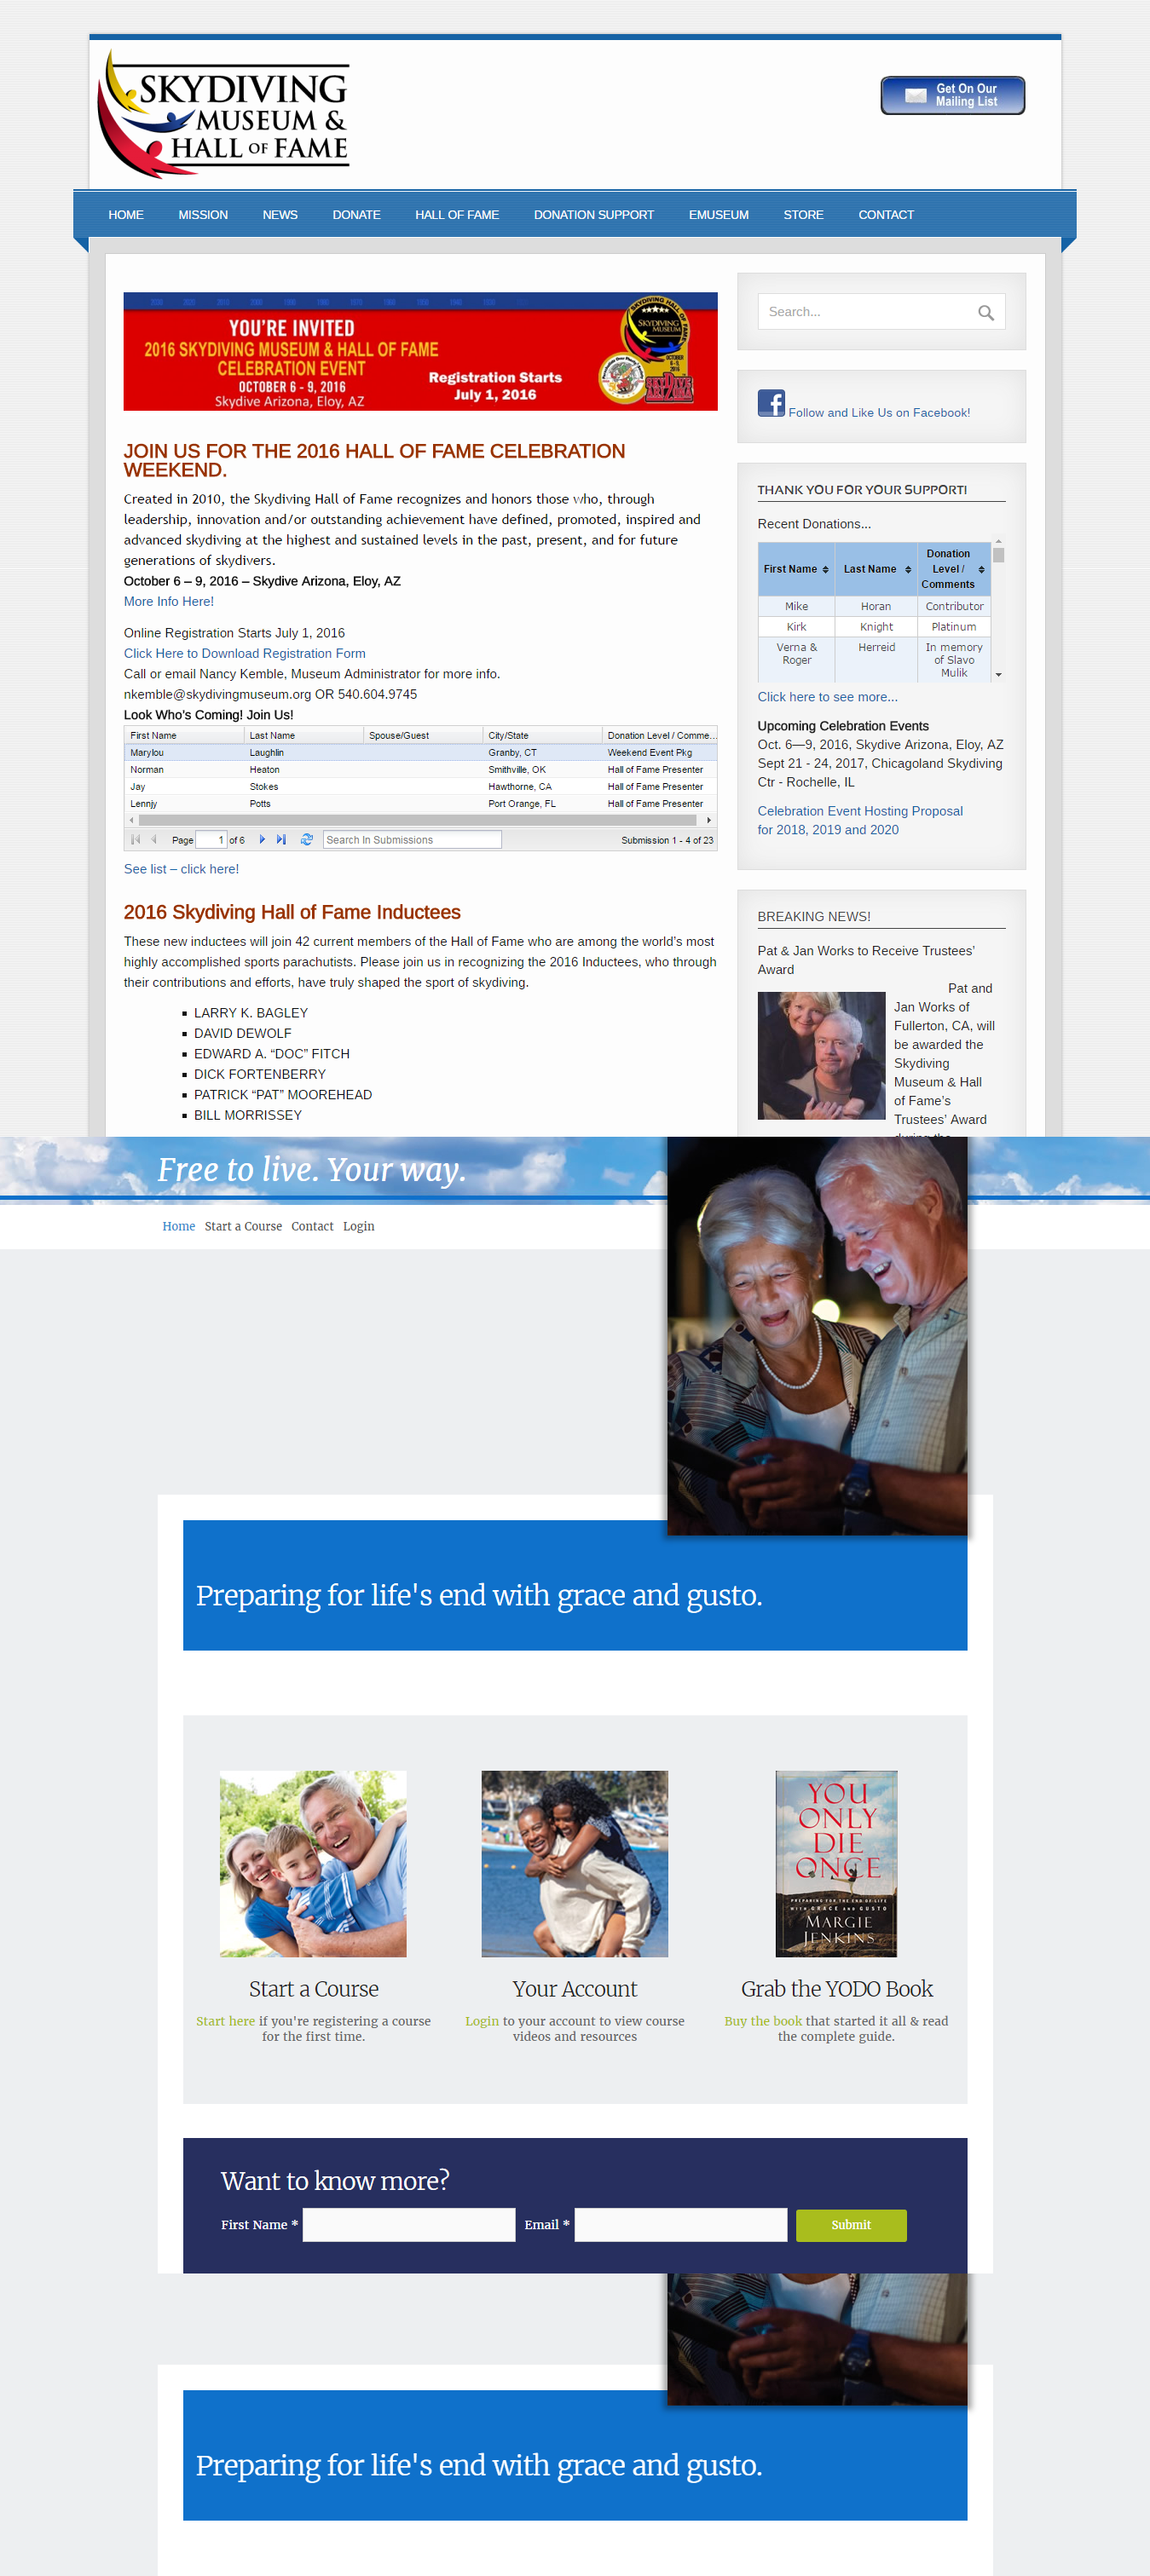 SKYDIVING
MUSEUM &
HALL OF FAME
Get On Our
Mailing List
HOME MISSION NEWS DONATE HALL OF FAME DONATION SUPPORT EMUSEUM STORE CONTACT
YOU'RE INVITED
2016 SKYDIVING MUSEUM & HALL OF FAME
CELEBRATION EVENT
OCTOBER 6 - 9, 2016
Skydive Arizona, Eloy, AZ
Registration Starts
July 1, 2016
JOIN US FOR THE 2016 HALL OF FAME CELEBRATION
WEEKEND.
Created in 2010, the Skydiving Hall of Fame recognizes and honors those who, through
leadership, innovation and/or outstanding achievement have defined, promoted, inspired and
advanced skydiving at the highest and sustained levels in the past, present, and for future
generations of skydivers.
October 6 – 9, 2016 – Skydive Arizona, Eloy, AZ
More Info Here!
Online Registration Starts July 1, 2016
Click Here to Download Registration Form
Call or email Nancy Kemble, Museum Administrator for more info.
nkemble@skydivingmuseum.org OR 540.604.9745
Look Who's Coming! Join Us!
First Name Last Name Spouse/Guest City/State Donation Level / Comme...
Marylou Laughlin Granby, CT Weekend Event Pkg
Norman Heaton Smithville, OK Hall of Fame Presenter
Jay Stokes Hawthorne, CA Hall of Fame Presenter
Lennjy Potts Port Orange, FL Hall of Fame Presenter
Page 1 of 6 Search In Submissions Submission 1 - 4 of 23
See list – click here!
2016 Skydiving Hall of Fame Inductees
These new inductees will join 42 current members of the Hall of Fame who are among the world's most
highly accomplished sports parachutists. Please join us in recognizing the 2016 Inductees, who through
their contributions and efforts, have truly shaped the sport of skydiving.
LARRY K. BAGLEY
DAVID DEWOLF
EDWARD A. “DOC” FITCH
DICK FORTENBERRY
PATRICK “PAT” MOOREHEAD
BILL MORRISSEY
Search...
Follow and Like Us on Facebook!
THANK YOU FOR YOUR SUPPORT!
Recent Donations...
First Name Last Name Donation Level / Comments
Mike Horan Contributor
Kirk Knight Platinum
Verna & Roger Herreid In memory of Slavo Mulik
Click here to see more...
Upcoming Celebration Events
Oct. 6—9, 2016, Skydive Arizona, Eloy, AZ
Sept 21 - 24, 2017, Chicagoland Skydiving
Ctr - Rochelle, IL
Celebration Event Hosting Proposal
for 2018, 2019 and 2020
BREAKING NEWS!
Pat & Jan Works to Receive Trustees’
Award
Pat and
Jan Works of
Fullerton, CA, will
be awarded the
Skydiving
Museum & Hall
of Fame’s
Trustees’ Award
during the
Free to live. Your way.
Home Start a Course Contact Login
Preparing for life's end with grace and gusto.
YOU
ONLY
DIE
ONCE
PREPARING FOR THE END-OF-LIFE
WITH GRACE AND GUSTO
MARGIE
JENKINS
Start a Course
Start here if you're registering a course
for the first time.
Your Account
Login to your account to view course
videos and resources
Grab the YODO Book
Buy the book that started it all & read
the complete guide.
Want to know more?
First Name * Email * Submit
Preparing for life's end with grace and gusto.